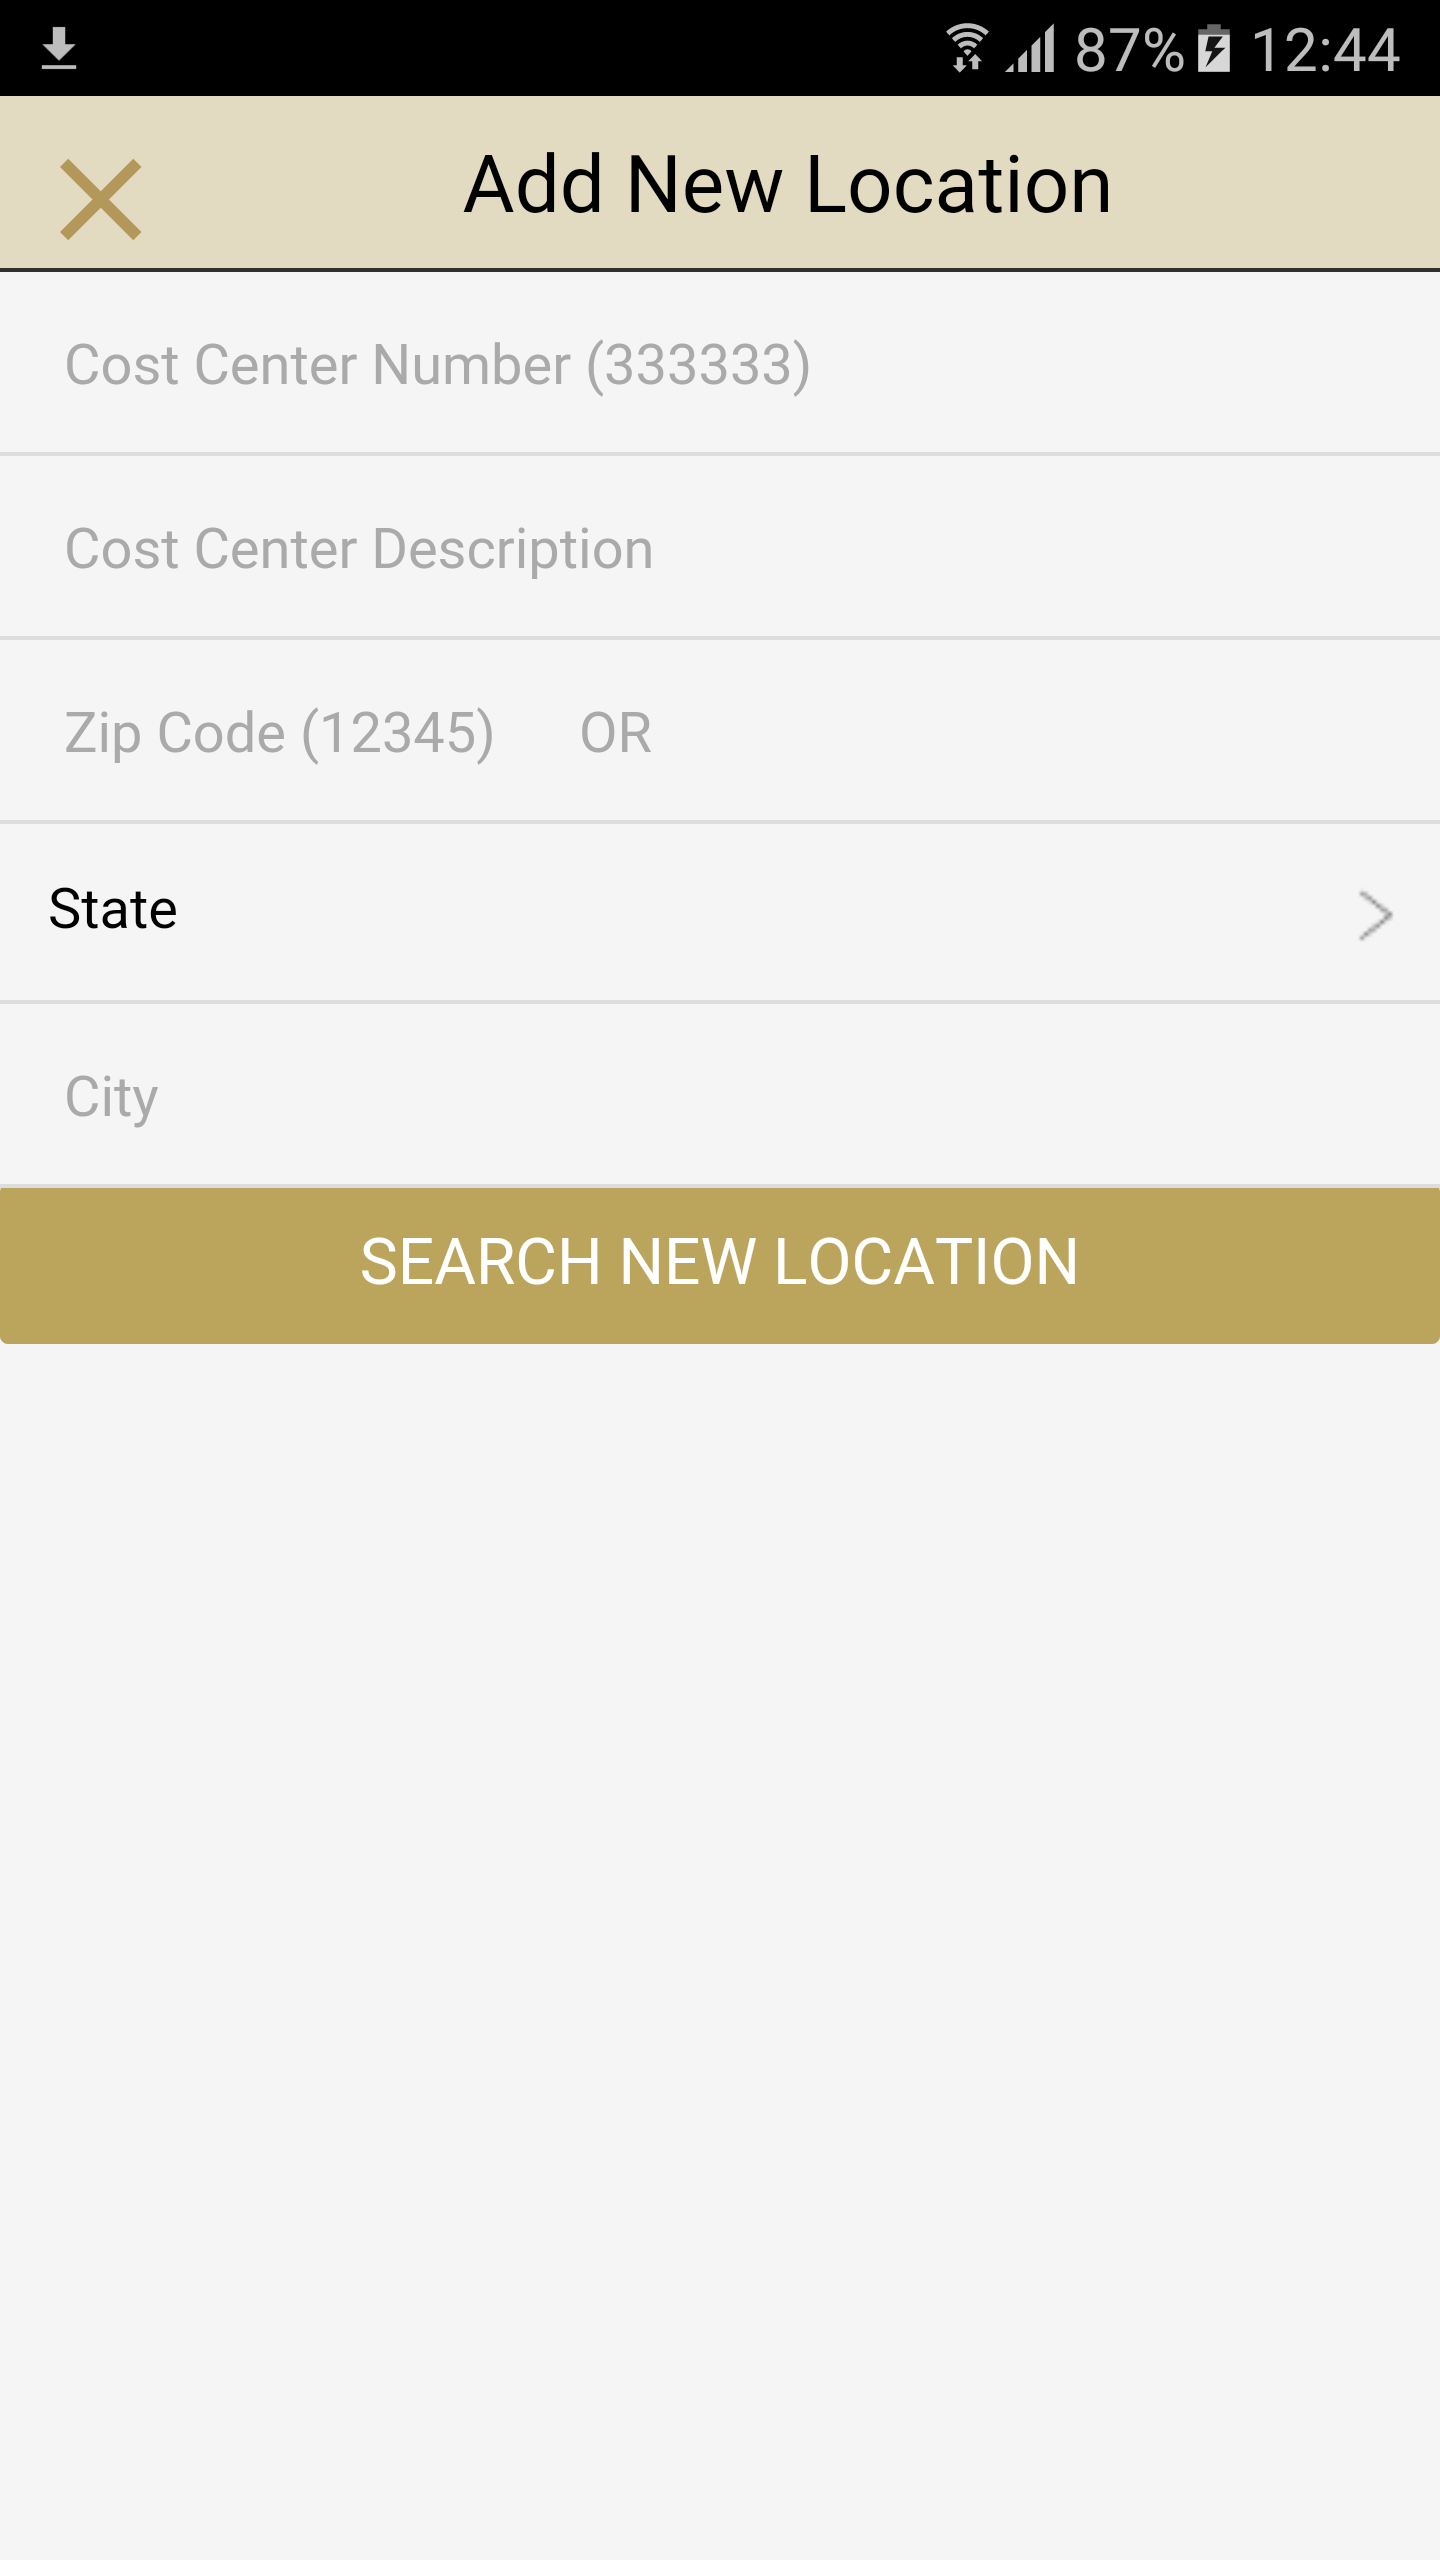 87% 12:44
Add New Location
Cost Center Number (333333)
Cost Center Description
Zip Code (12345) OR
State
City
SEARCH NEW LOCATION